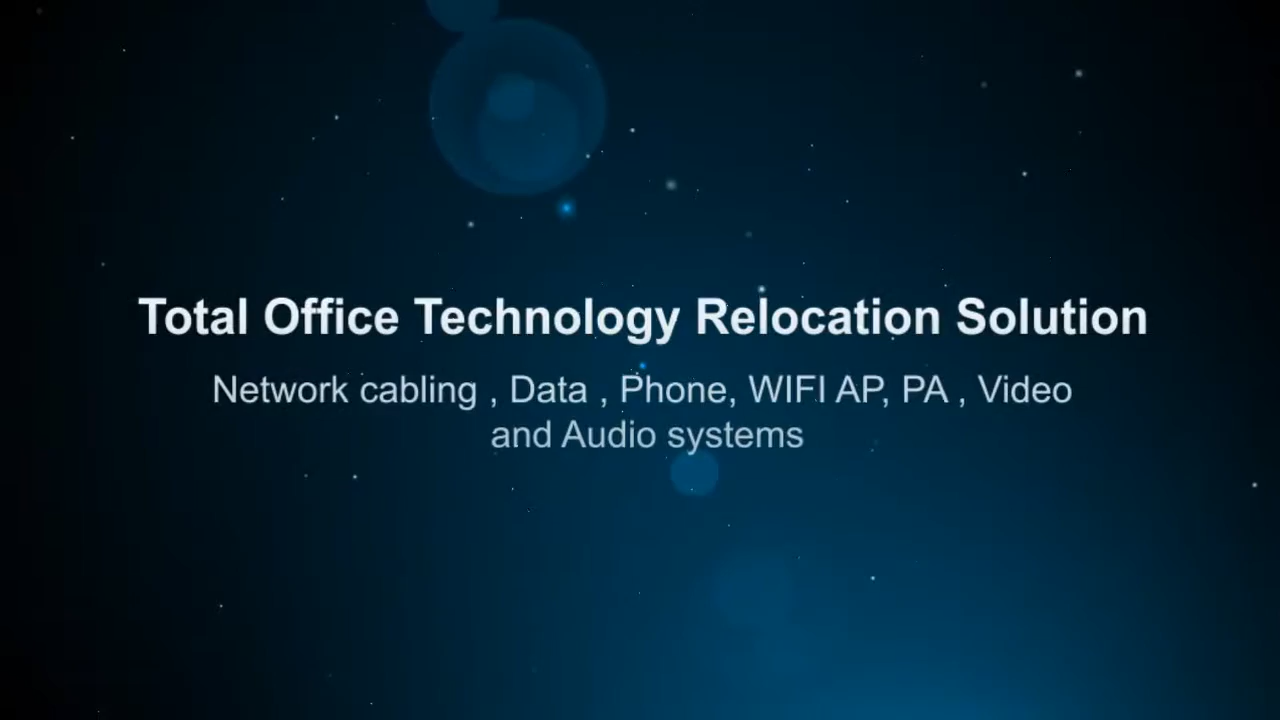 Total Office Technology Relocation Solution
Network cabling , Data , Phone, WIFI AP, PA , Video
and Audio systems